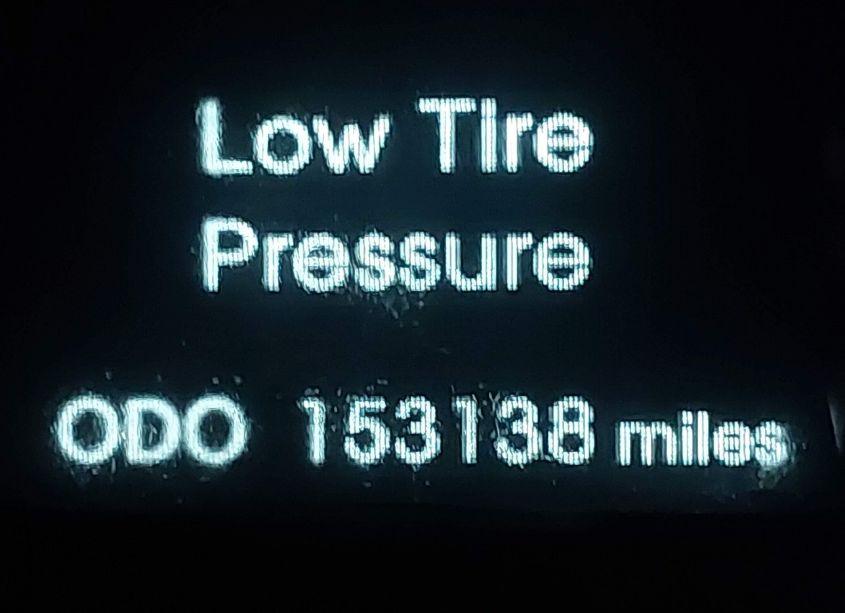 Low Tire
Pressure
ODO 153138 miles